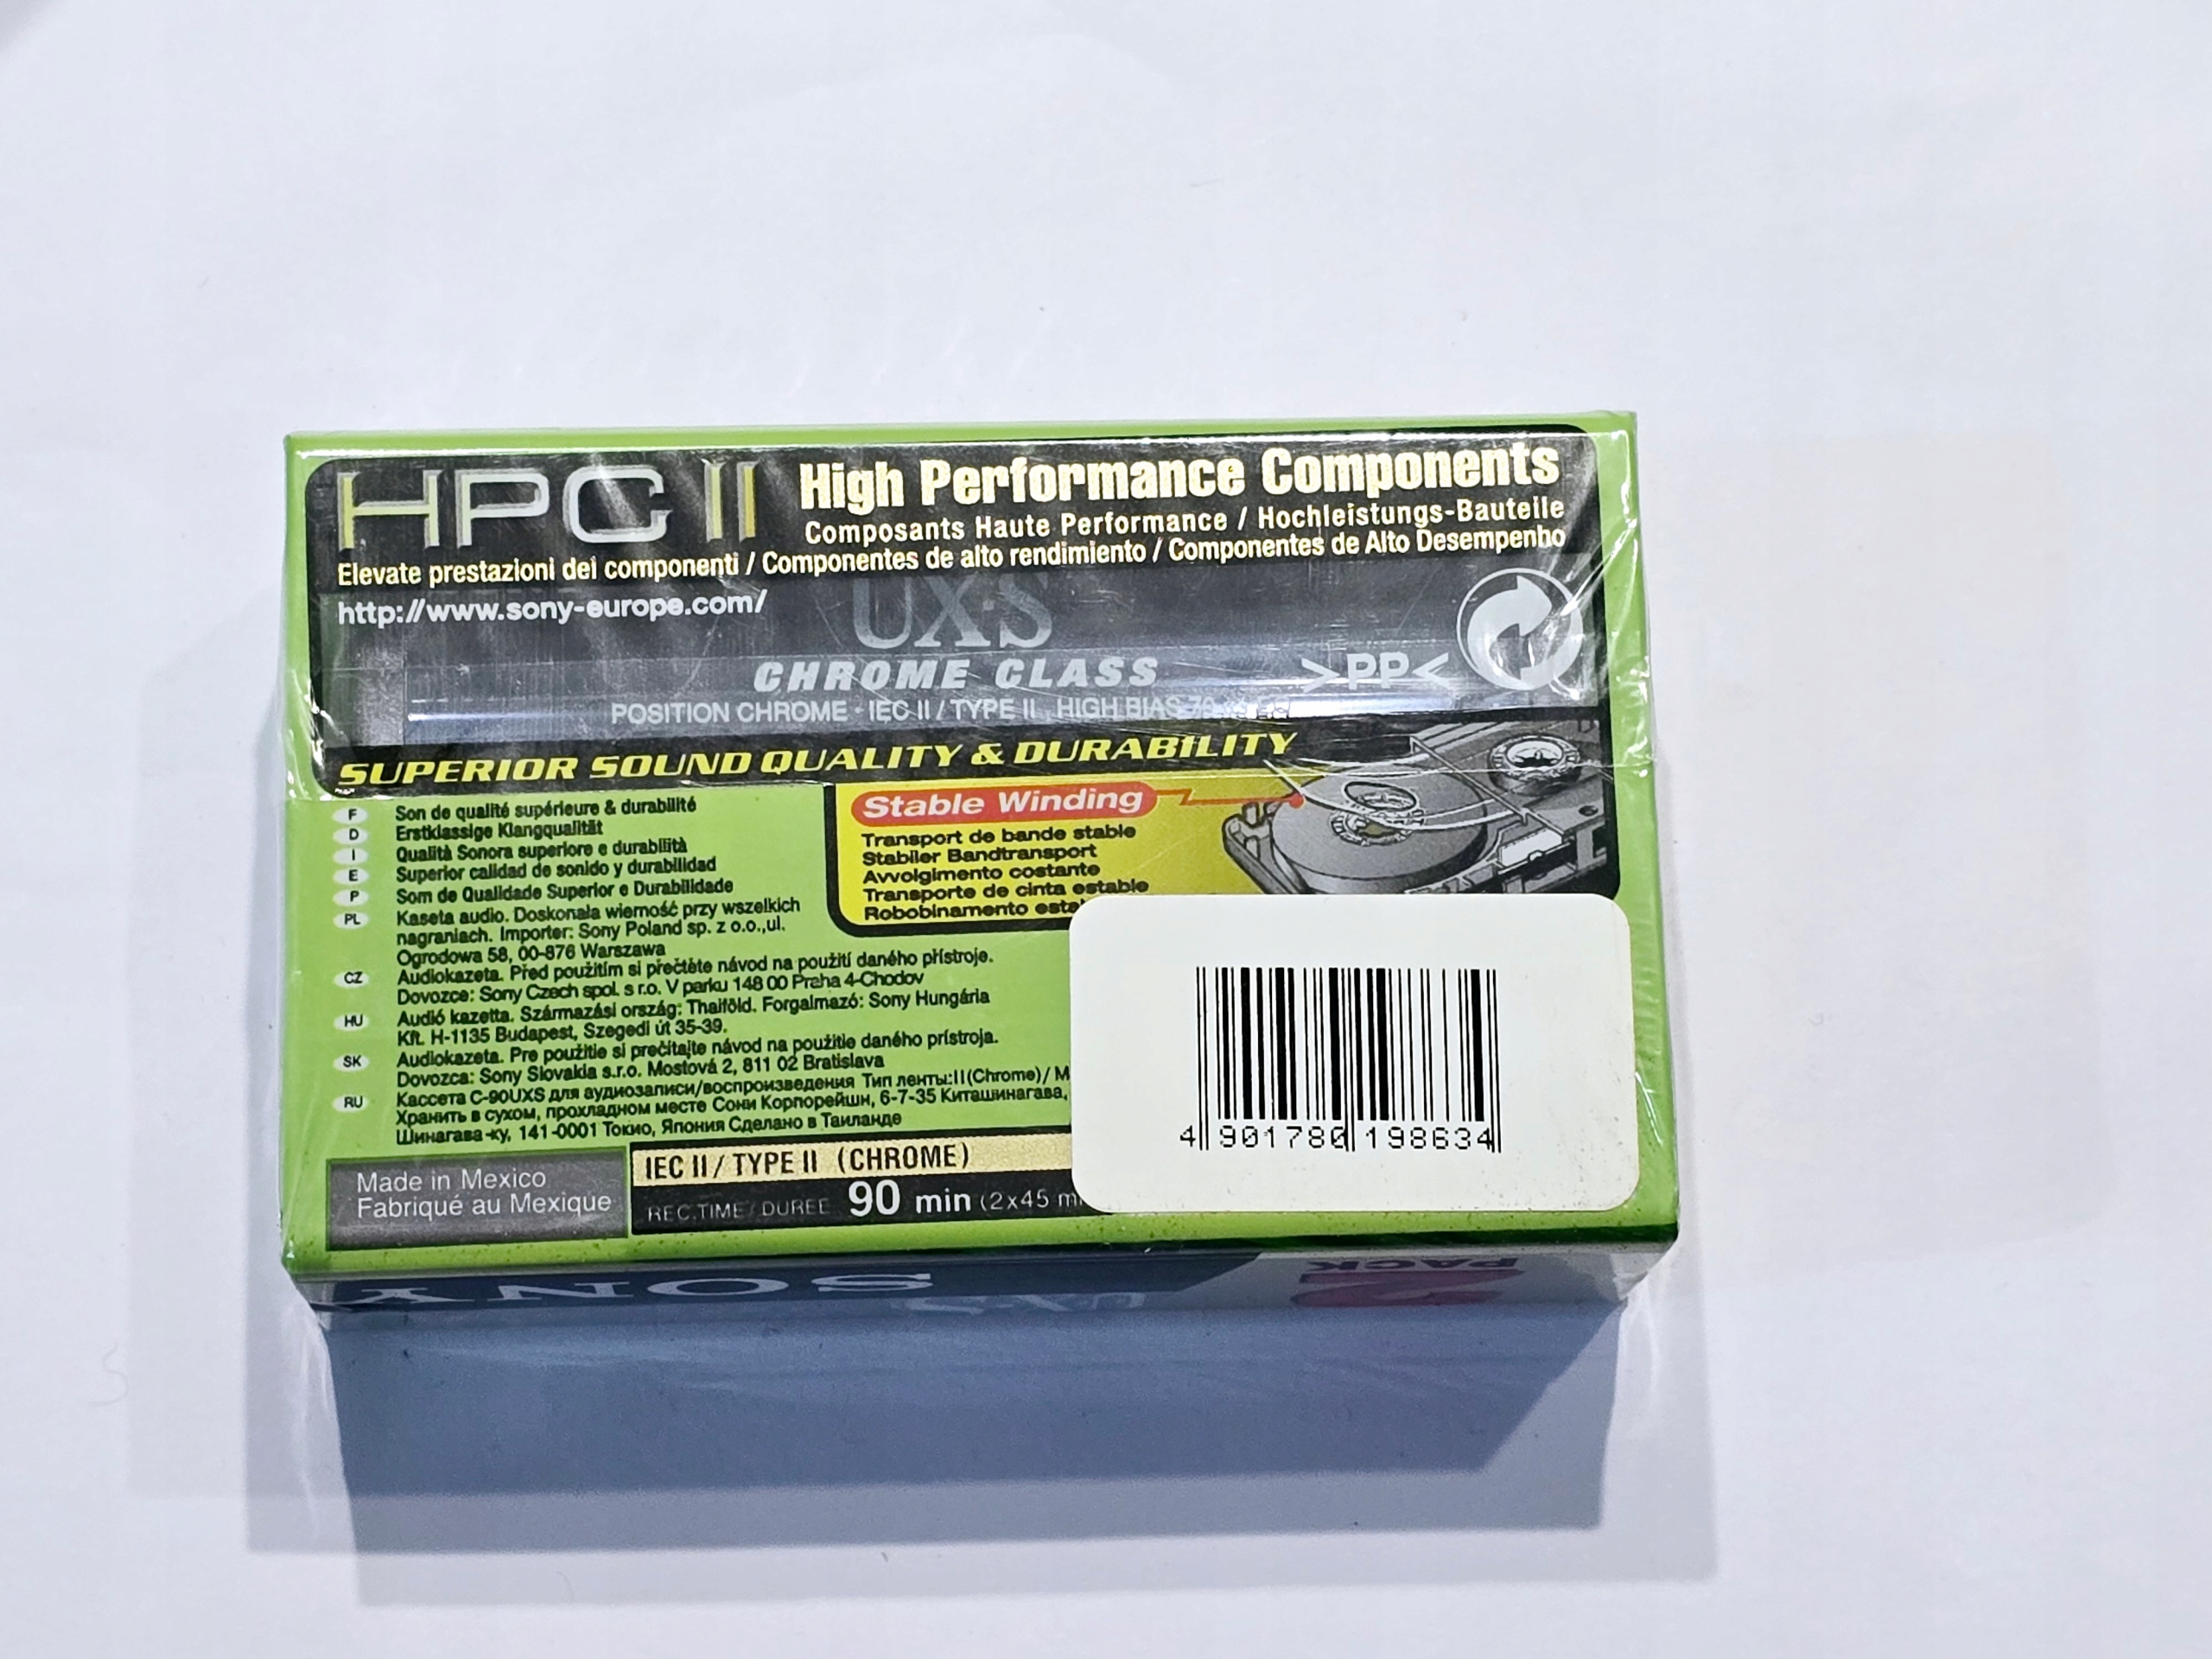 HPC II High Performance Components
Composants Haute Performance / Hochleistungs-Bauteile
Elevate prestazioni dei componenti / Componentes de alto rendimiento / Componentes de Alto Desempenho
http://www.sony-europe.com/
UX·S
CHROME CLASS
>PP<
POSITION CHROME · IEC II / TYPE II HIGH BIAS 70
SUPERIOR SOUND QUALITY & DURABILITY
F Son de qualité supérieure & durabilité
D Erstklassige Klangqualität
I Qualità Sonora superiore e durabilità
E Superior calidad de sonido y durabilidad
P Som de Qualidade Superior e Durabilidade
PL Kaseta audio. Doskonała wierność przy wszelkich
nagraniach. Importer: Sony Poland sp. z o.o.,ul.
Ogrodowa 58, 00-876 Warszawa
CZ Audiokazeta. Před použitím si přečtěte návod na použití daného přístroje.
Dovozce: Sony Czech spol. s r.o. V parku 148 00 Praha 4-Chodov
HU Audió kazetta. Származási ország: Thaiföld. Forgalmazó: Sony Hungária
Kft. H-1135 Budapest, Szegedi út 35-39.
SK Audiokazeta. Pre použitie si prečítajte návod na použitie daného prístroja.
Dovozca: Sony Slovakia s.r.o. Mostová 2, 811 02 Bratislava
RU Кассета C-90UXS для аудиозаписи/воспроизведения Тип ленты:II(Chrome)/
Хранить в сухом, прохладном месте Сони Корпорейшн, 6-7-35 Киташинагава,
Шинагава-ку, 141-0001 Токио, Япония Сделано в Таиланде
Stable Winding
Transport de bande stable
Stabiler Bandtransport
Avvolgimento costante
Transporte de cinta estable
Robobinamento
4 901780 198634
Made in Mexico
Fabriqué au Mexique
IEC II / TYPE II (CHROME)
REC.TIME / DURÉE 90 min (2x45
SONY
UX·S
2
PACK